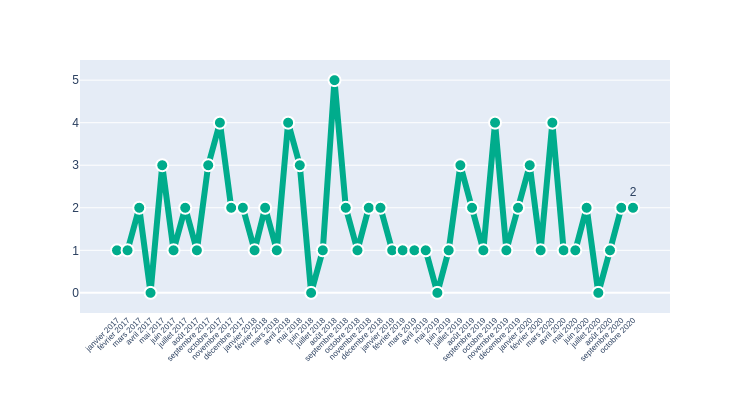 5
4
3
2
1
0
2
janvier 2017
février 2017
mars 2017
avril 2017
mai 2017
juin 2017
juillet 2017
août 2017
septembre 2017
octobre 2017
novembre 2017
décembre 2017
janvier 2018
février 2018
mars 2018
avril 2018
mai 2018
juin 2018
juillet 2018
août 2018
septembre 2018
octobre 2018
novembre 2018
décembre 2018
janvier 2019
février 2019
mars 2019
avril 2019
mai 2019
juin 2019
juillet 2019
août 2019
septembre 2019
octobre 2019
novembre 2019
décembre 2019
janvier 2020
février 2020
mars 2020
avril 2020
mai 2020
juin 2020
juillet 2020
août 2020
septembre 2020
octobre 2020